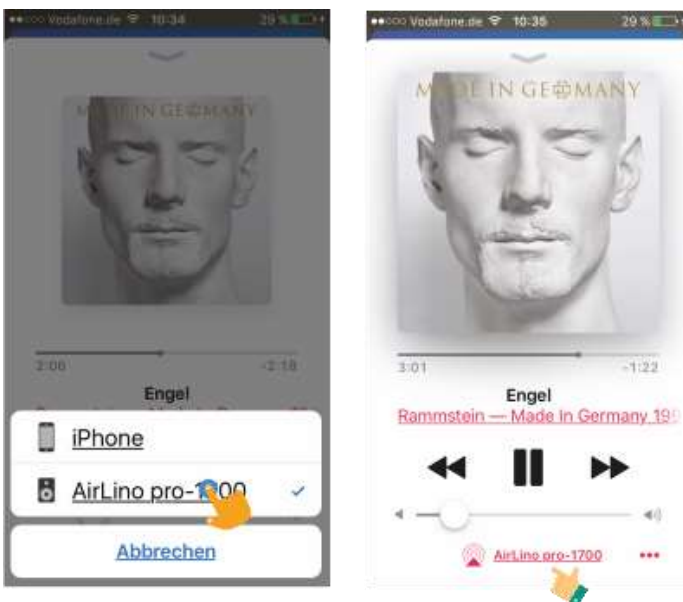 Vodafone.de 10:34 29 %
MADE IN GERMANY
2:06 -2:18
Engel
iPhone
AirLino pro-1700
Abbrechen
Vodafone.de 10:35 29 %
MADE IN GERMANY
3:01 -1:22
Engel
Rammstein — Made In Germany 199
AirLino pro-1700